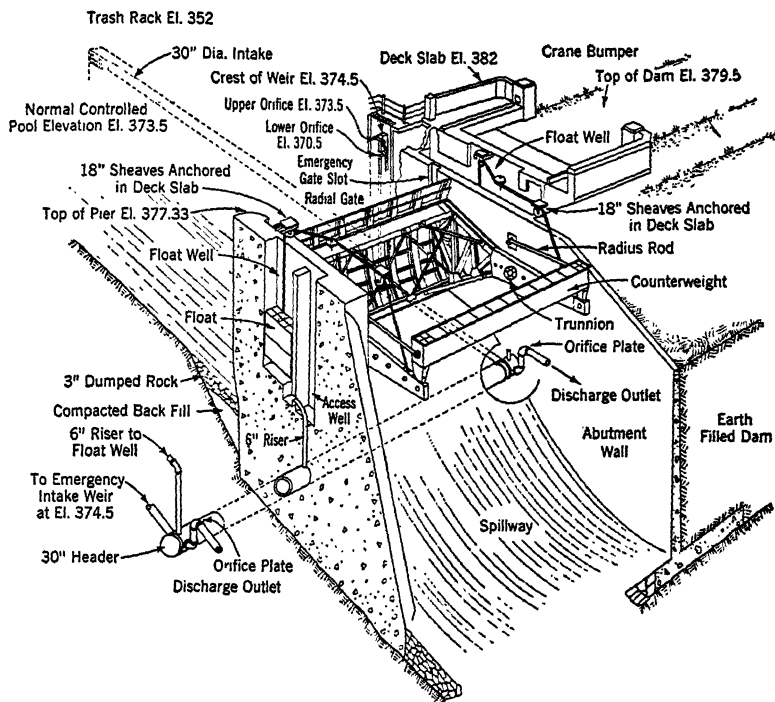 Trash Rack El. 352
30" Dia. Intake
Deck Slab El. 382
Crane Bumper
Crest of Weir El. 374.5
Top of Dam El. 379.5
Upper Orifice El. 373.5
Normal Controlled
Pool Elevation El. 373.5
Lower Orifice
El. 370.5
Float Well
Emergency
Gate Slot
18" Sheaves Anchored
in Deck Slab
Radial Gate
Top of Pier El. 377.33
18" Sheaves Anchored
in Deck Slab
Radius Rod
Float Well
Counterweight
Float
Trunnion
Orifice Plate
3" Dumped Rock
Discharge Outlet
Compacted Back Fill
Access
Well
6" Riser
6" Riser to
Float Well
Abutment
Wall
Earth
Filled Dam
To Emergency
Intake Weir
at El. 374.5
Spillway
30" Header
Orifice Plate
Discharge Outlet